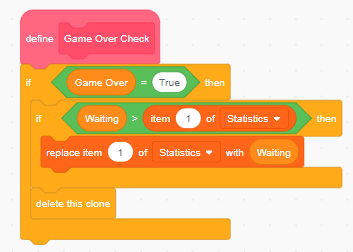 define Game Over Check
if Game Over = True then
if Waiting > item 1 of Statistics then
replace item 1 of Statistics with Waiting
delete this clone